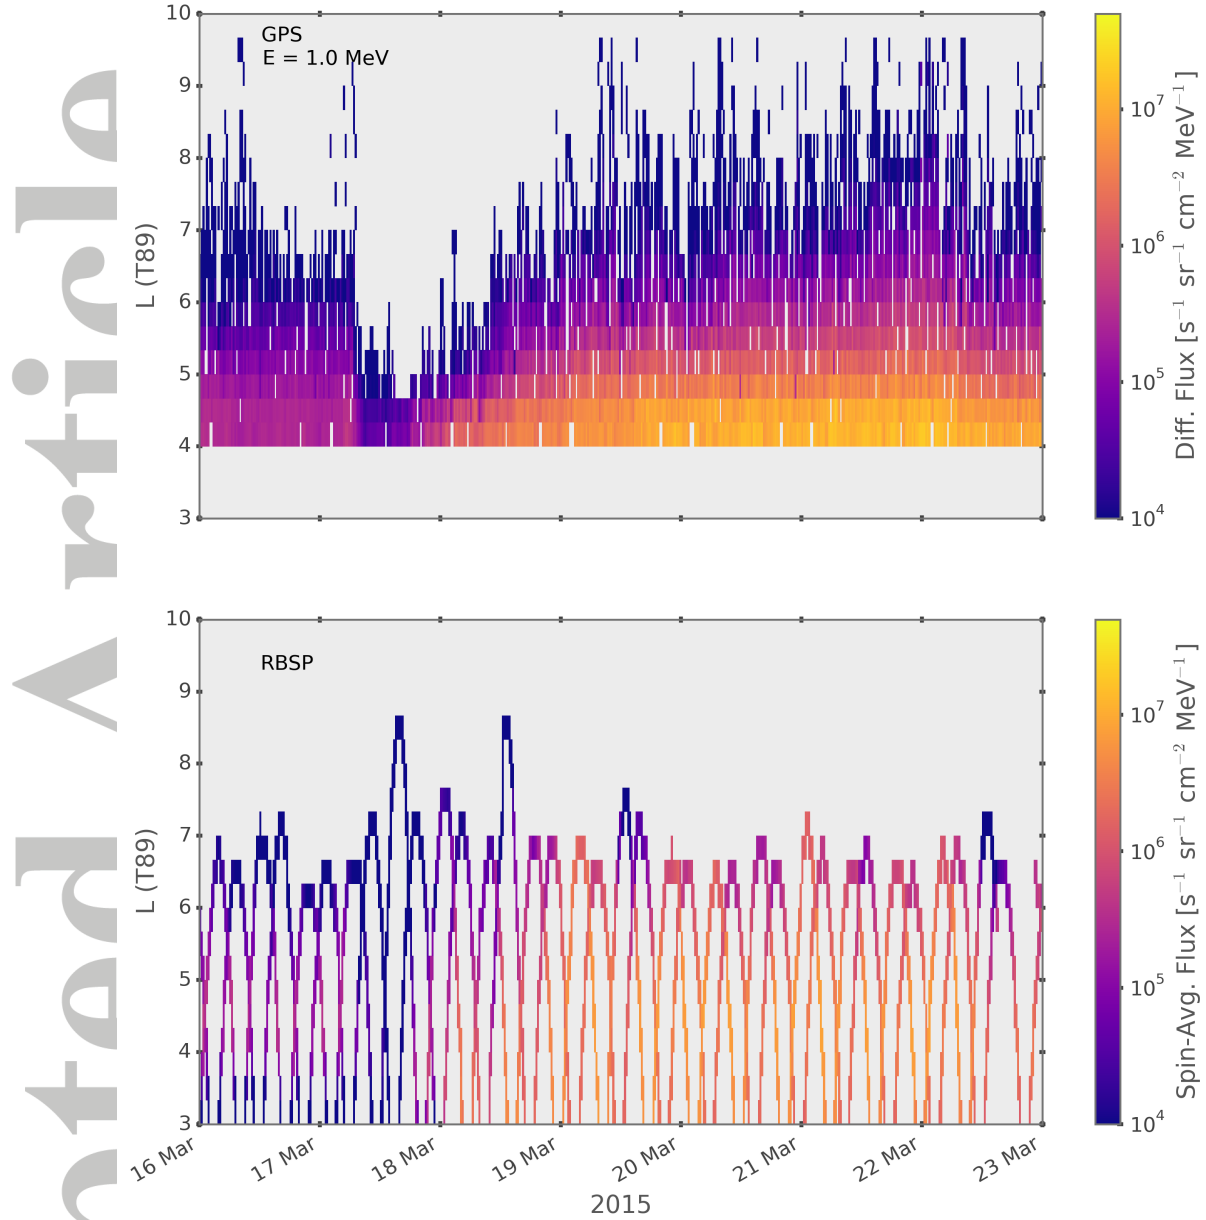 GPS
E = 1.0 MeV
10
9
8
7
6
5
4
3
L (T89)
10⁷
10⁶
10⁵
10⁴
Diff. Flux [s⁻¹ sr⁻¹ cm⁻² MeV⁻¹]
RBSP
10
9
8
7
6
5
4
3
L (T89)
10⁷
10⁶
10⁵
10⁴
Spin-Avg. Flux [s⁻¹ sr⁻¹ cm⁻² MeV⁻¹]
16 Mar
17 Mar
18 Mar
19 Mar
20 Mar
21 Mar
22 Mar
23 Mar
2015
nted Article